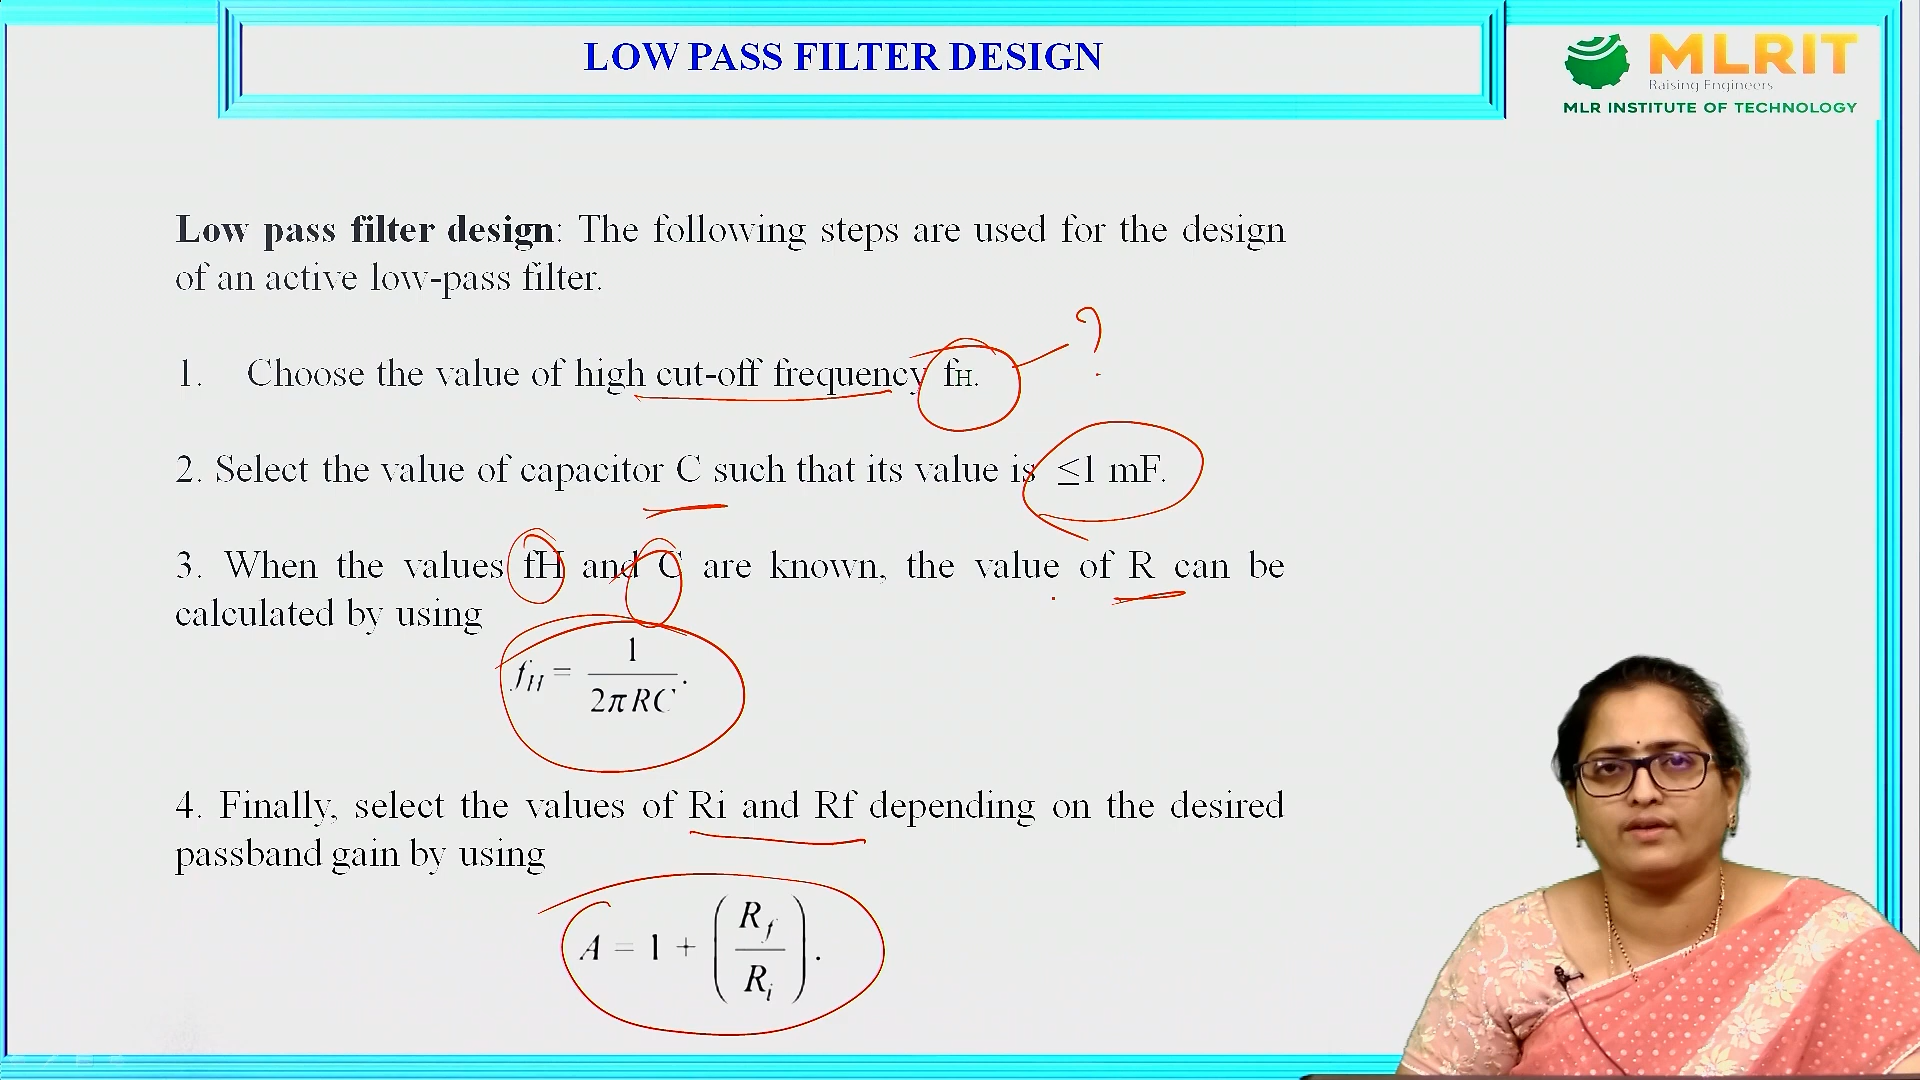 LOW PASS FILTER DESIGN
MLRIT
Raising Engineers
MLR INSTITUTE OF TECHNOLOGY
Low pass filter design: The following steps are used for the design
of an active low-pass filter.
1. Choose the value of high cut-off frequency fH.
?
2. Select the value of capacitor C such that its value is ≤1 mF.
3. When the values fH and C are known, the value of R can be
calculated by using
f_H = 1 / 2πRC.
4. Finally, select the values of Ri and Rf depending on the desired
passband gain by using
A = 1 + (R_f / R_i).